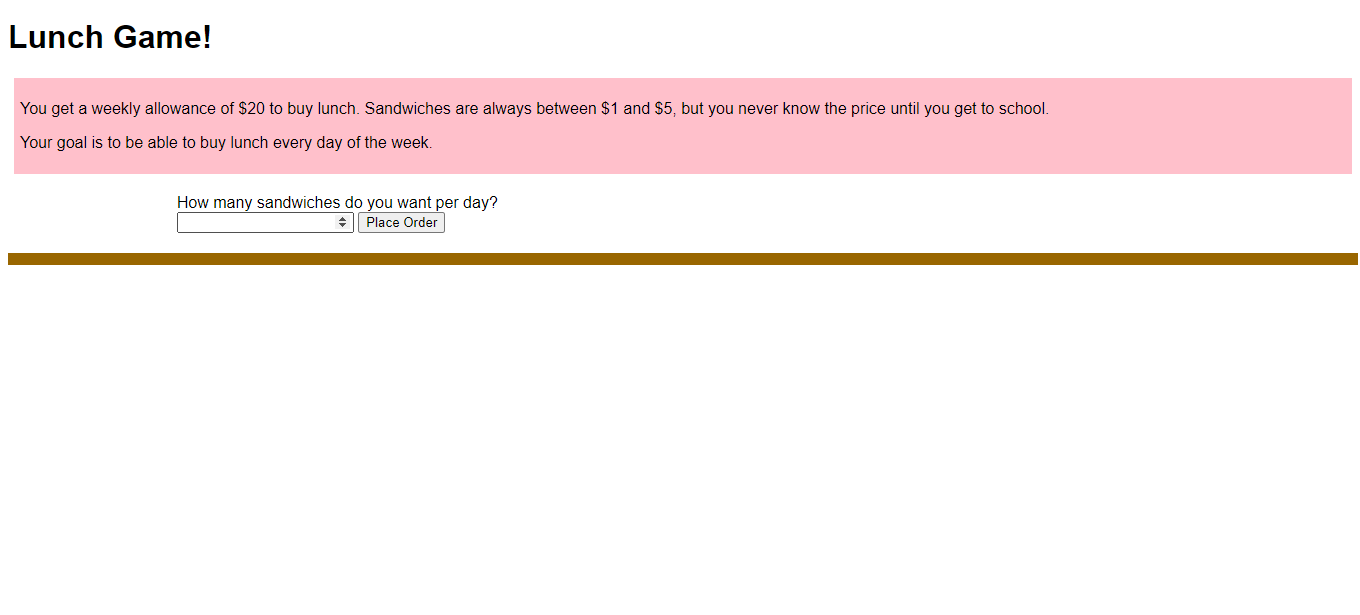 Lunch Game!
You get a weekly allowance of $20 to buy lunch. Sandwiches are always between $1 and $5, but you never know the price until you get to school.
Your goal is to be able to buy lunch every day of the week.
How many sandwiches do you want per day?
Place Order